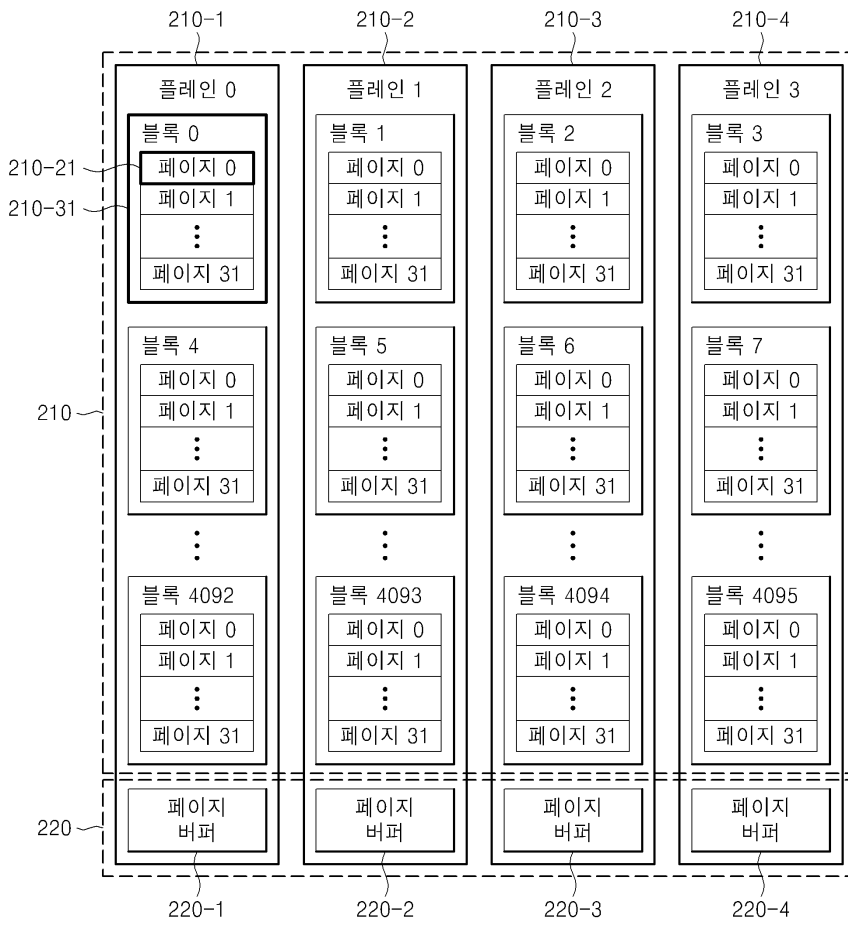 210-1 210-2 210-3 210-4
플레인 0 플레인 1 플레인 2 플레인 3
블록 0 블록 1 블록 2 블록 3
210-21 페이지 0 페이지 0 페이지 0 페이지 0
210-31 페이지 1 페이지 1 페이지 1 페이지 1
페이지 31 페이지 31 페이지 31 페이지 31
블록 4 블록 5 블록 6 블록 7
페이지 0 페이지 0 페이지 0 페이지 0
210 페이지 1 페이지 1 페이지 1 페이지 1
페이지 31 페이지 31 페이지 31 페이지 31
블록 4092 블록 4093 블록 4094 블록 4095
페이지 0 페이지 0 페이지 0 페이지 0
페이지 1 페이지 1 페이지 1 페이지 1
페이지 31 페이지 31 페이지 31 페이지 31
220 페이지 페이지 페이지 페이지
버퍼 버퍼 버퍼 버퍼
220-1 220-2 220-3 220-4